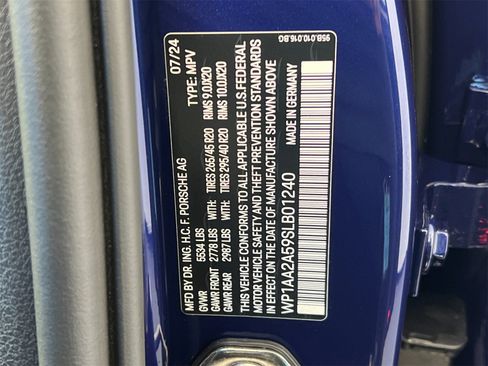 MFD BY DR. ING. H.C. F. PORSCHE AG 07/24
TYPE: MPV
GVWR 5534 LBS
GAWR FRONT 2778 LBS WITH: TIRES 265/45 R20 RIMS 9.0JX20
GAWR REAR 2987 LBS WITH: TIRES 295/40 R20 RIMS 10.0JX20
THIS VEHICLE CONFORMS TO ALL APPLICABLE U.S. FEDERAL
MOTOR VEHICLE SAFETY AND THEFT PREVENTION STANDARDS
IN EFFECT ON THE DATE OF MANUFACTURE SHOWN ABOVE
WP1AA2A59SLB01240 MADE IN GERMANY
95B.010.016.BG